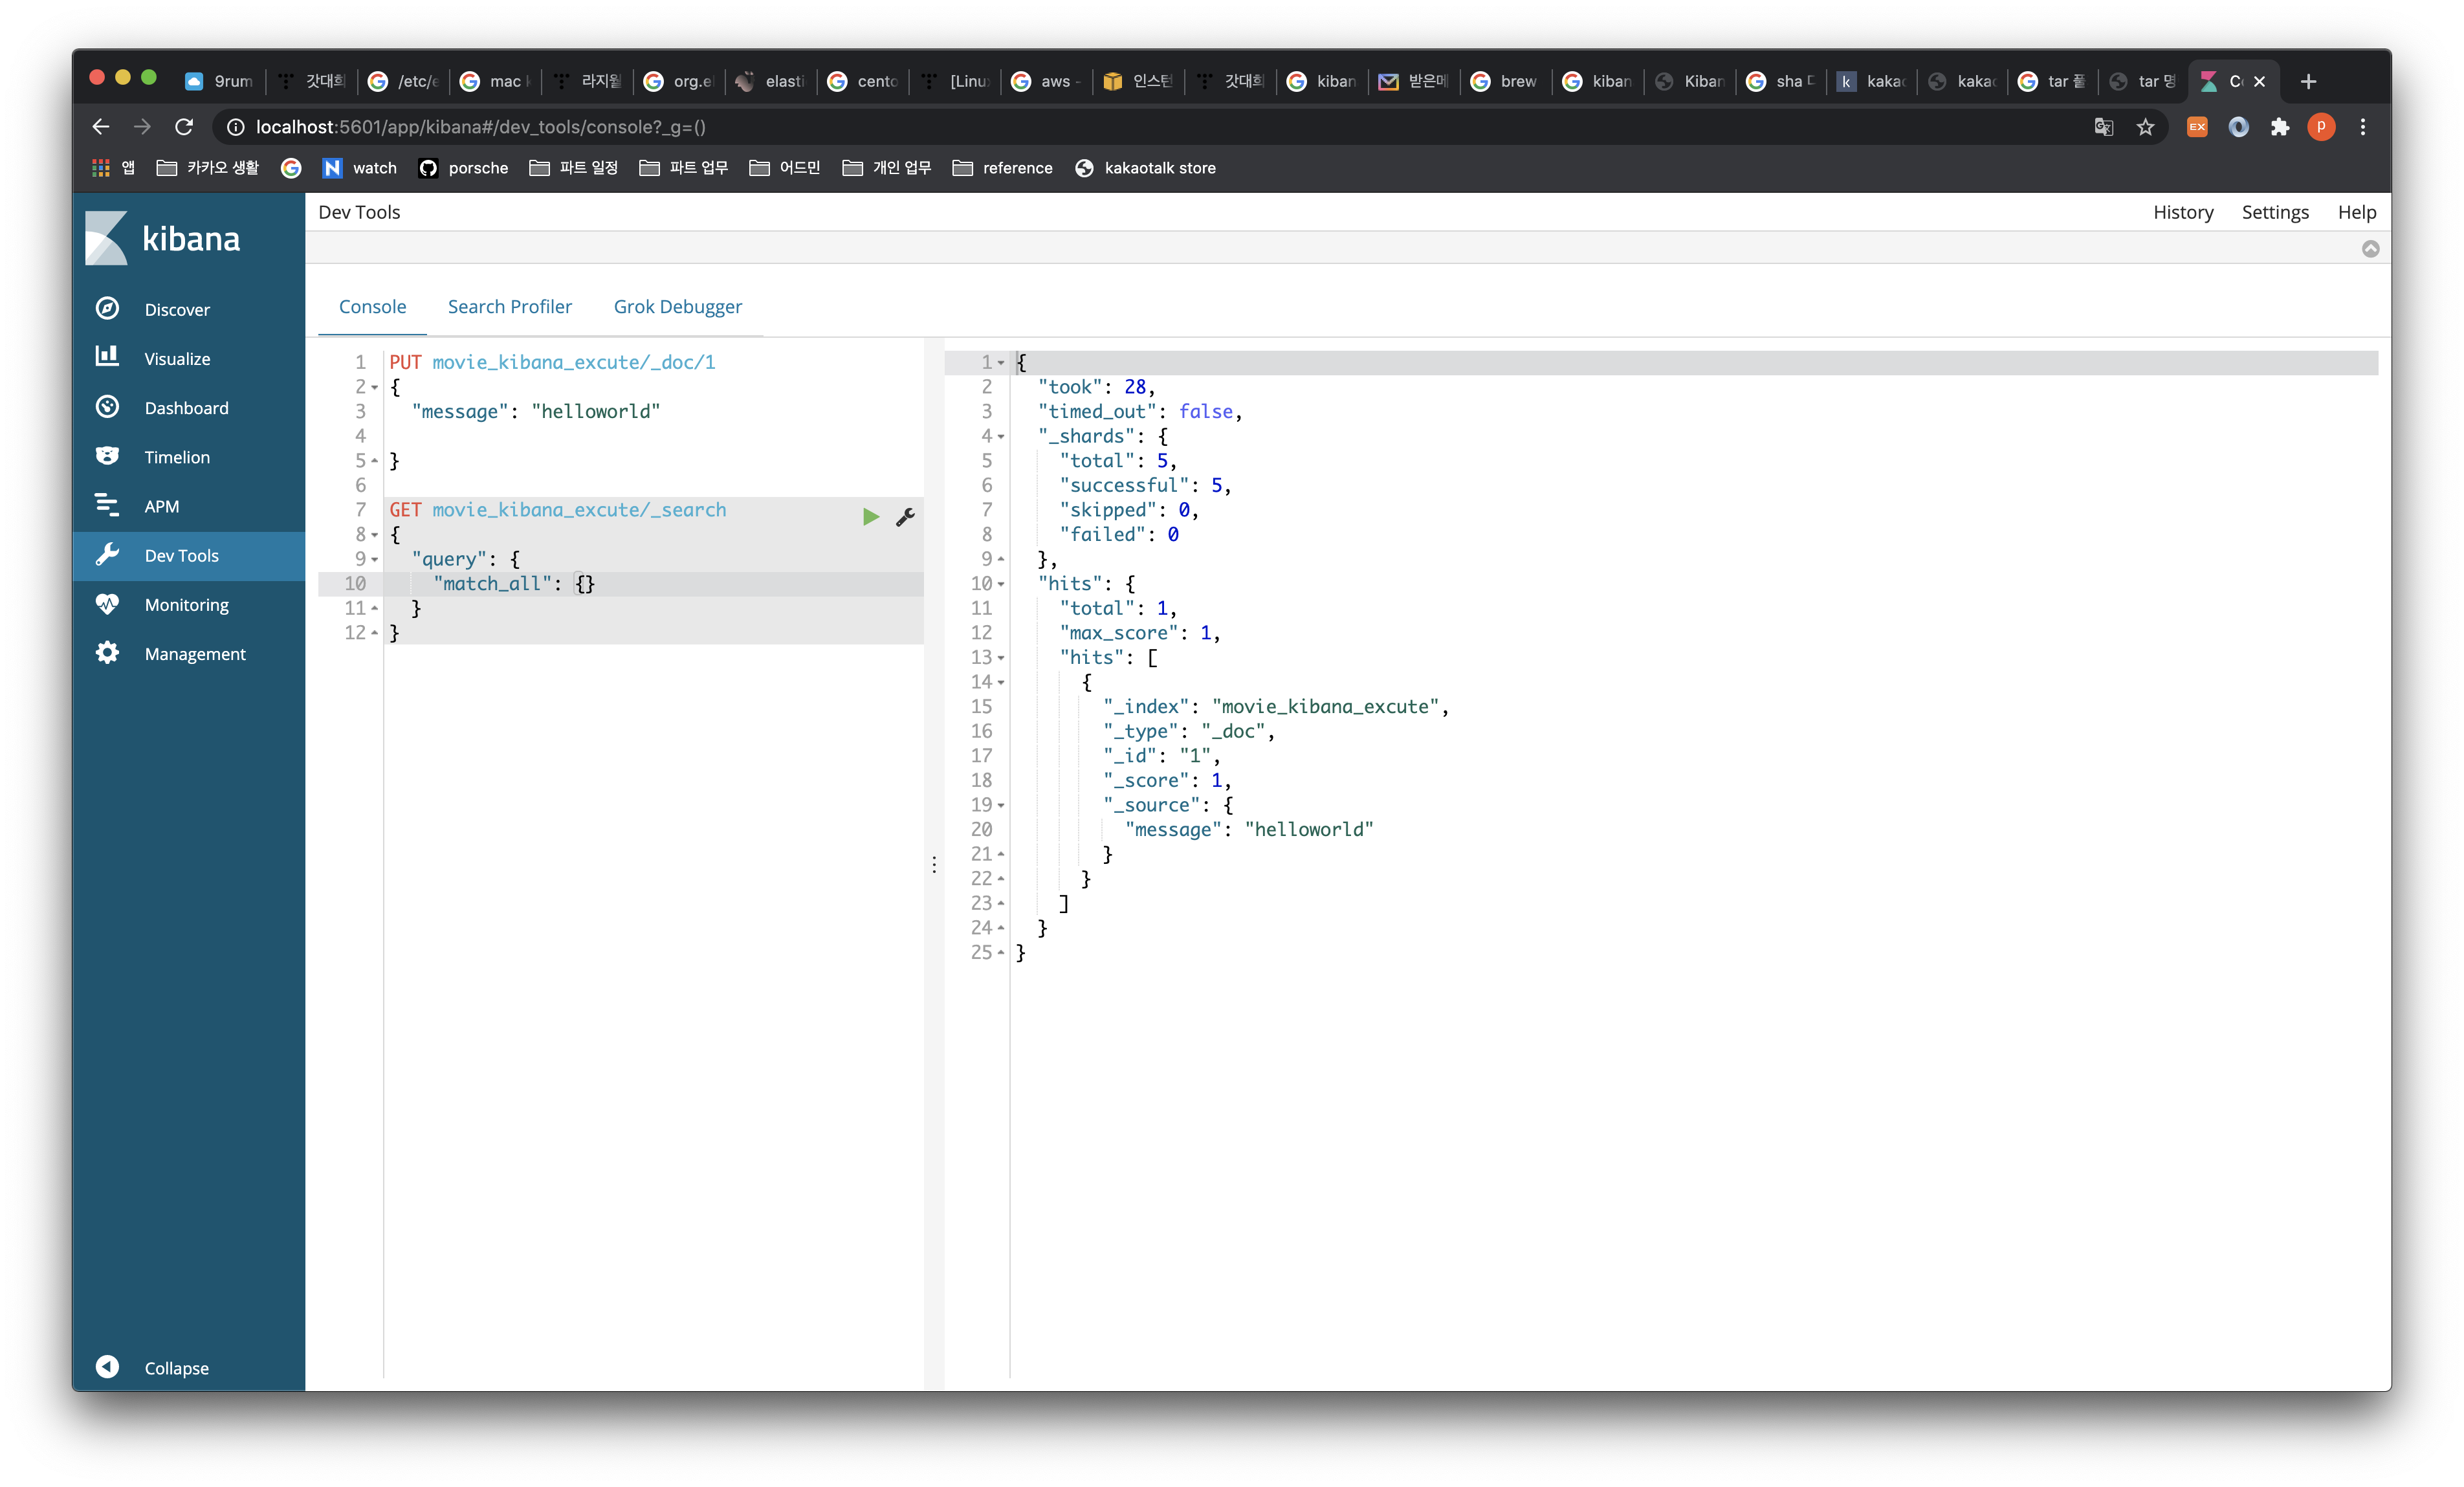 9rum 갓대희 /etc/e mac 라지월 org.el elasti cento [Linu aws - 인스턴 갓대희 kiban 받은메 brew kiban Kiban sha kakao kakao tar 풀 tar 명 Co
localhost:5601/app/kibana#/dev_tools/console?_g=()
EX p
앱 카카오 생활 N watch porsche 파트 일정 파트 업무 어드민 개인 업무 reference kakaotalk store
kibana
Discover
Visualize
Dashboard
Timelion
APM
Dev Tools
Monitoring
Management
Collapse
Dev Tools History Settings Help
Console Search Profiler Grok Debugger
1 PUT movie_kibana_excute/_doc/1
2 {
3 "message": "helloworld"
4
5 }
6
7 GET movie_kibana_excute/_search
8 {
9 "query": {
10 "match_all": {}
11 }
12 }
1 {
2 "took": 28,
3 "timed_out": false,
4 "_shards": {
5 "total": 5,
6 "successful": 5,
7 "skipped": 0,
8 "failed": 0
9 },
10 "hits": {
11 "total": 1,
12 "max_score": 1,
13 "hits": [
14 {
15 "_index": "movie_kibana_excute",
16 "_type": "_doc",
17 "_id": "1",
18 "_score": 1,
19 "_source": {
20 "message": "helloworld"
21 }
22 }
23 ]
24 }
25 }